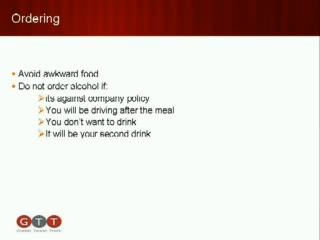 Ordering
Avoid awkward food
Do not order alcohol if:
its against company policy
You will be driving after the meal
You don't want to drink
It will be your second drink
GTT